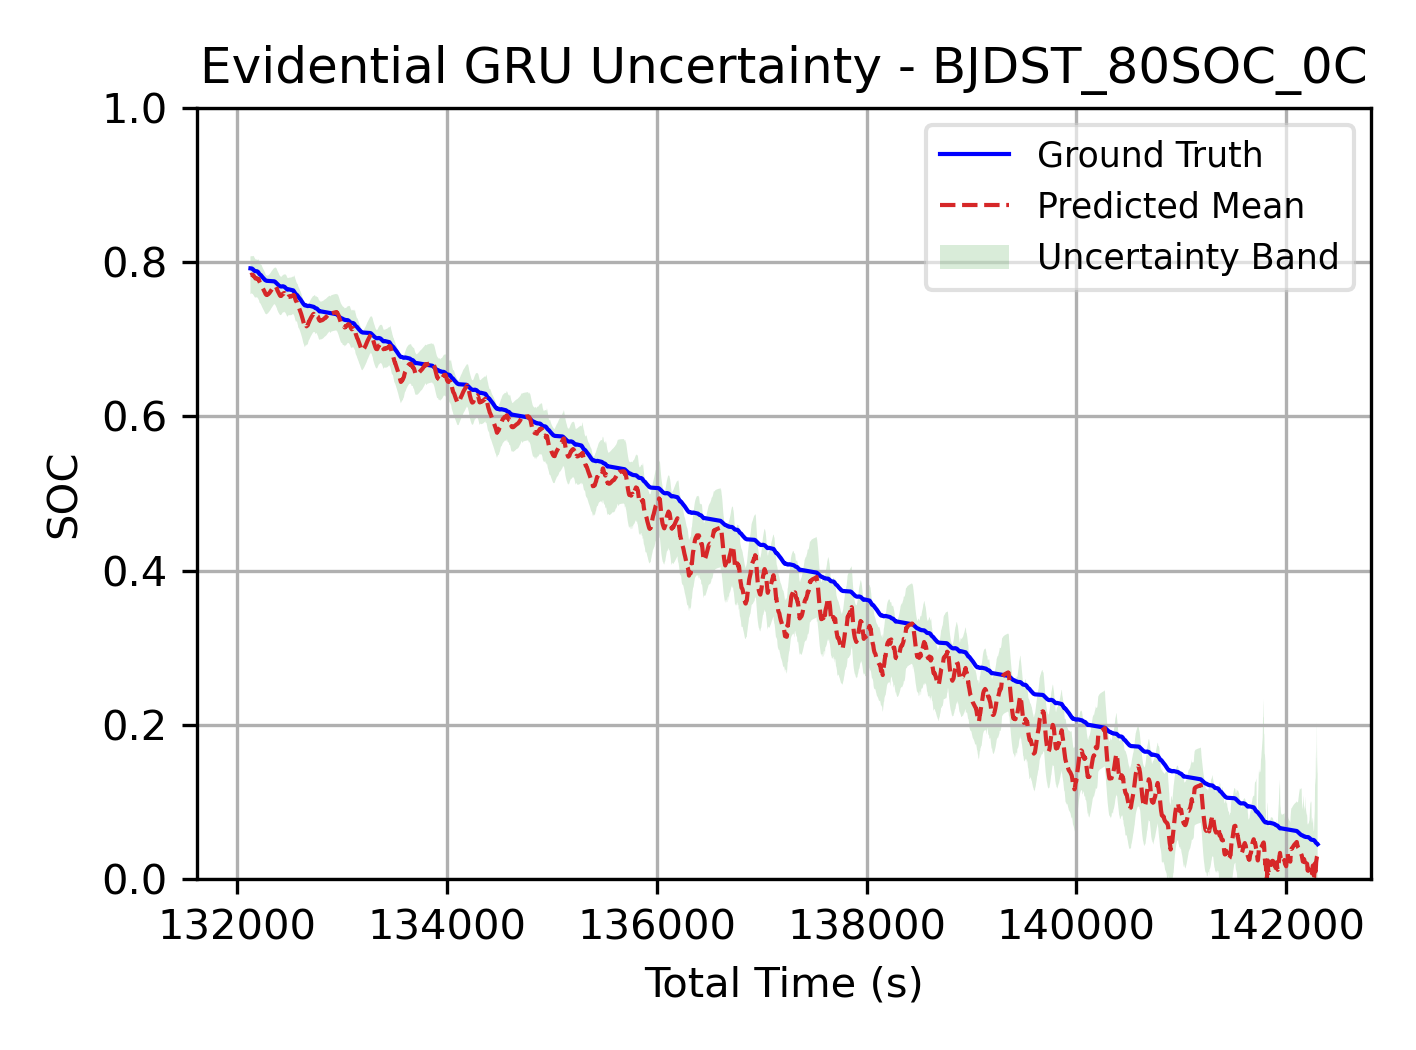 Evidential GRU Uncertainty - BJDST_80SOC_0C
1.0
0.8
0.6
0.4
0.2
0.0
SOC
Ground Truth
Predicted Mean
Uncertainty Band
132000 134000 136000 138000 140000 142000
Total Time (s)